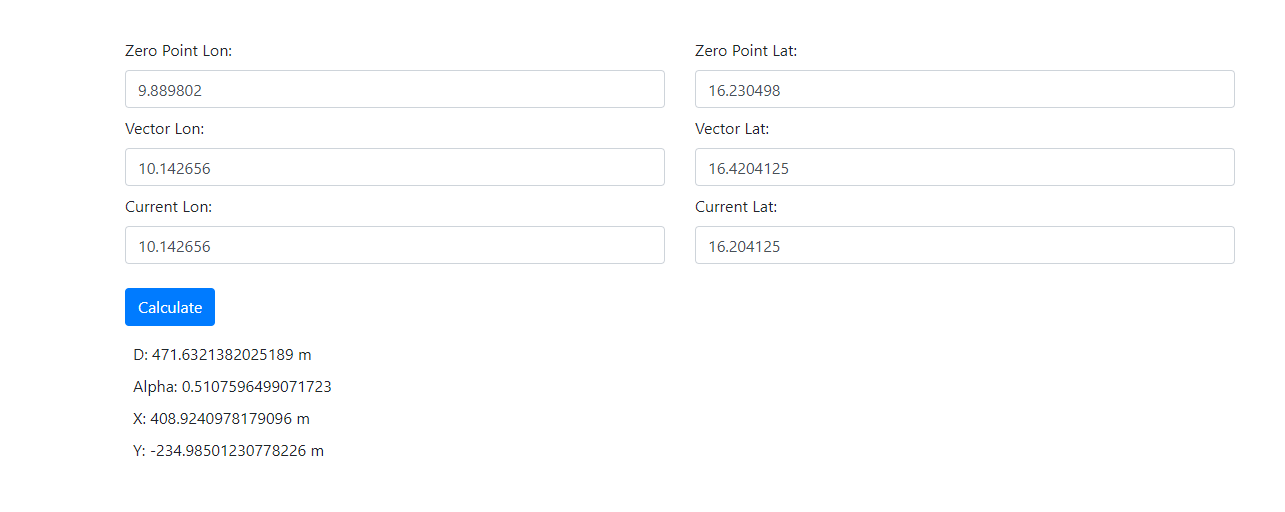 Zero Point Lon: Zero Point Lat:
9.889802 16.230498
Vector Lon: Vector Lat:
10.142656 16.4204125
Current Lon: Current Lat:
10.142656 16.204125
Calculate
D: 471.6321382025189 m
Alpha: 0.5107596499071723
X: 408.9240978179096 m
Y: -234.98501230778226 m